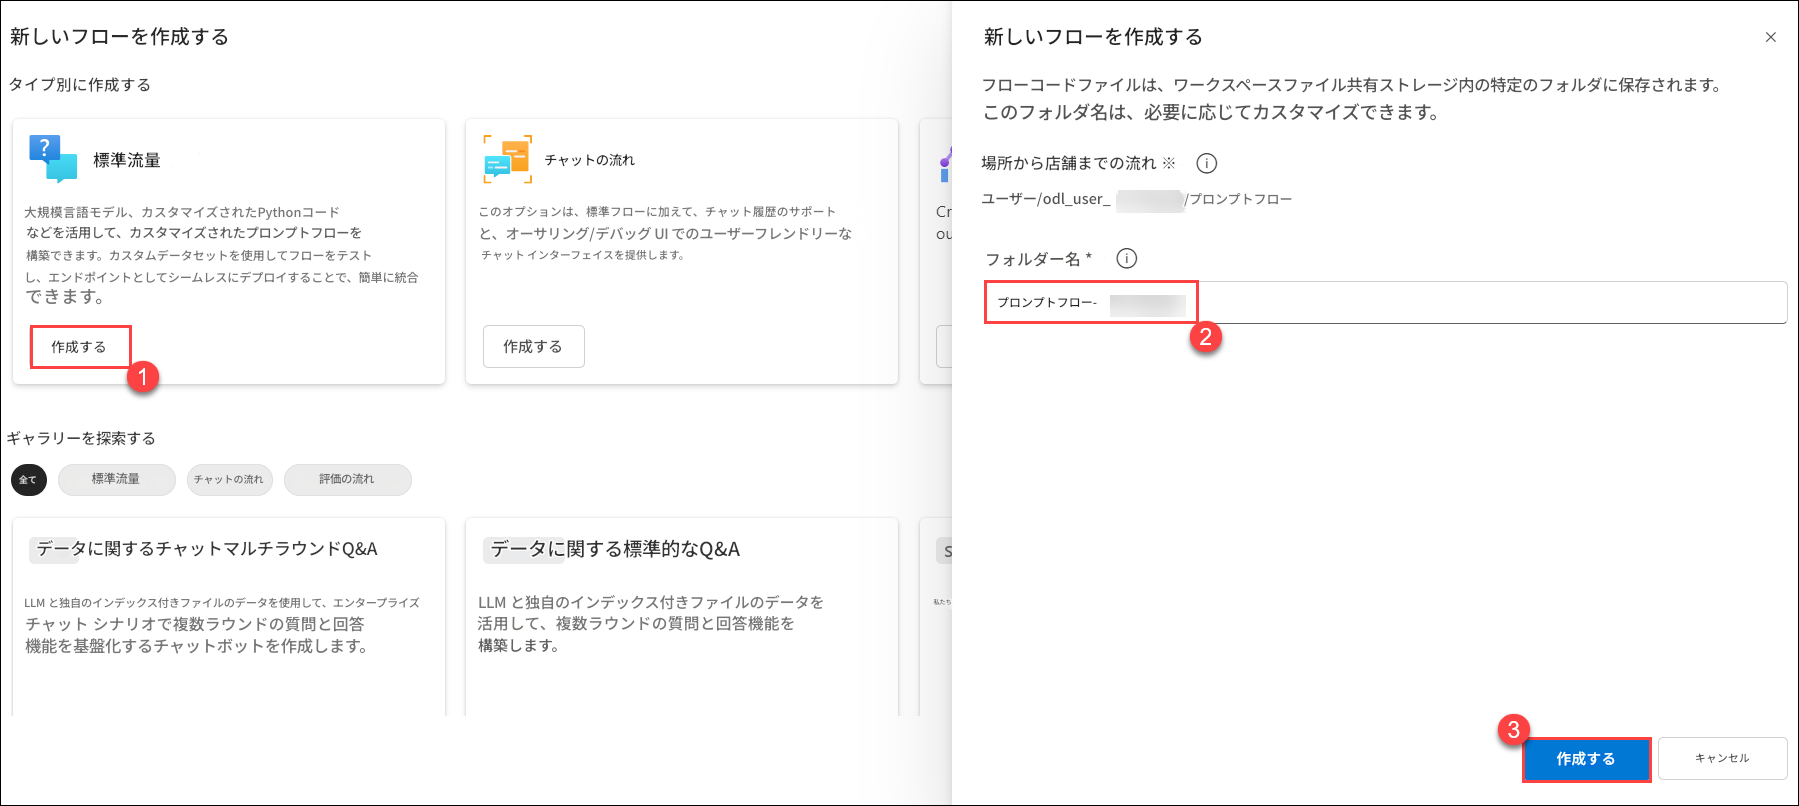 新しいフローを作成する
タイプ別に作成する
標準流量
大規模言語モデル、カスタマイズされたPythonコード
などを活用して、カスタマイズされたプロンプトフローを
構築できます。カスタムデータセットを使用してフローをテスト
し、エンドポイントとしてシームレスにデプロイすることで、簡単に統合
できます。
作成する
1
チャットの流れ
このオプションは、標準フローに加えて、チャット履歴のサポート
と、オーサリング/デバッグ UI でのユーザーフレンドリーな
チャット インターフェイスを提供します。
作成する
Cr
ou
ギャラリーを探索する
全て
標準流量
チャットの流れ
評価の流れ
データに関するチャットマルチラウンドQ&A
LLM と独自のインデックス付きファイルのデータを使用して、エンタープライズ
チャット シナリオで複数ラウンドの質問と回答
機能を基盤化するチャットボットを作成します。
データに関する標準的なQ&A
LLM と独自のインデックス付きファイルのデータを
活用して、複数ラウンドの質問と回答機能を
構築します。
S
私たち
新しいフローを作成する
フローコードファイルは、ワークスペースファイル共有ストレージ内の特定のフォルダに保存されます。
このフォルダ名は、必要に応じてカスタマイズできます。
場所から店舗までの流れ ※
ユーザー/odl_user_ /プロンプトフロー
フォルダー名 *
プロンプトフロー-
2
3
作成する
キャンセル